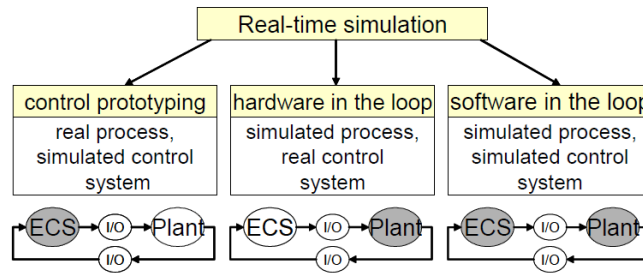 Real-time simulation
control prototyping
real process,
simulated control
system
hardware in the loop
simulated process,
real control
system
software in the loop
simulated process,
simulated control
system
ECS I/O Plant
I/O
ECS I/O Plant
I/O
ECS I/O Plant
I/O